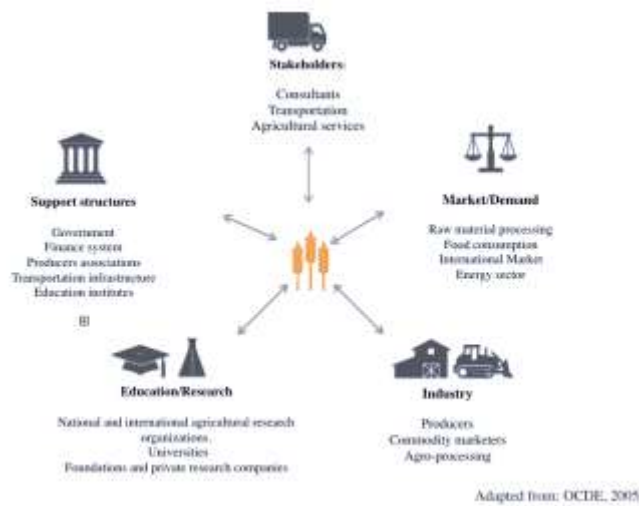 Stakeholders:
Consultants
Transportation
Agricultural services
Support structures
Government
Finance system
Producers associations
Transportation infrastructure
Education institutes
Market/Demand
Raw material processing
Food consumption
International Market
Energy sector
Education/Research
National and international agricultural research
organizations.
Universities
Foundations and private research companies
Industry
Producers
Commodity marketers
Agro-processing
Adapted from: OCDE, 2005